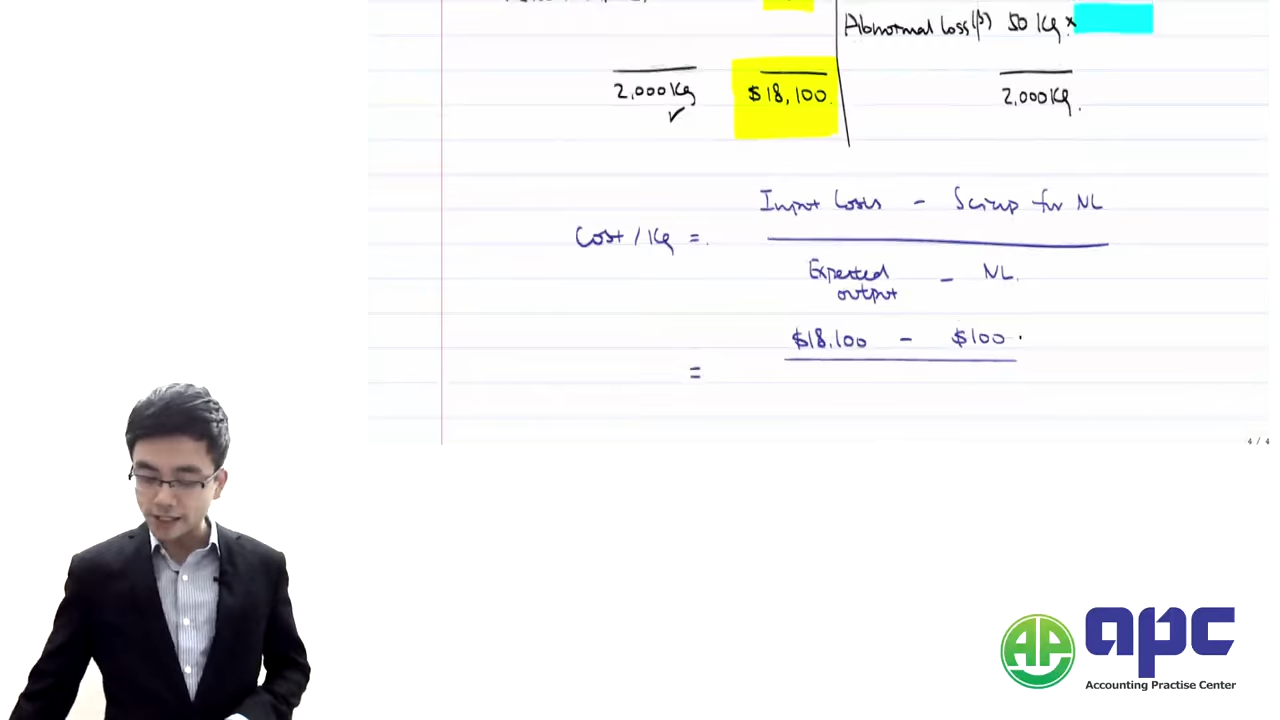 Abnormal Loss (β) 50 Kg ×
2,000 Kg $18,100 2,000 Kg.
Input Costs - Scrap for NL
Cost / Kg =
Expected output - NL.
$18,100 - $100
=
4 / 4
AP apc
Accounting Practise Center